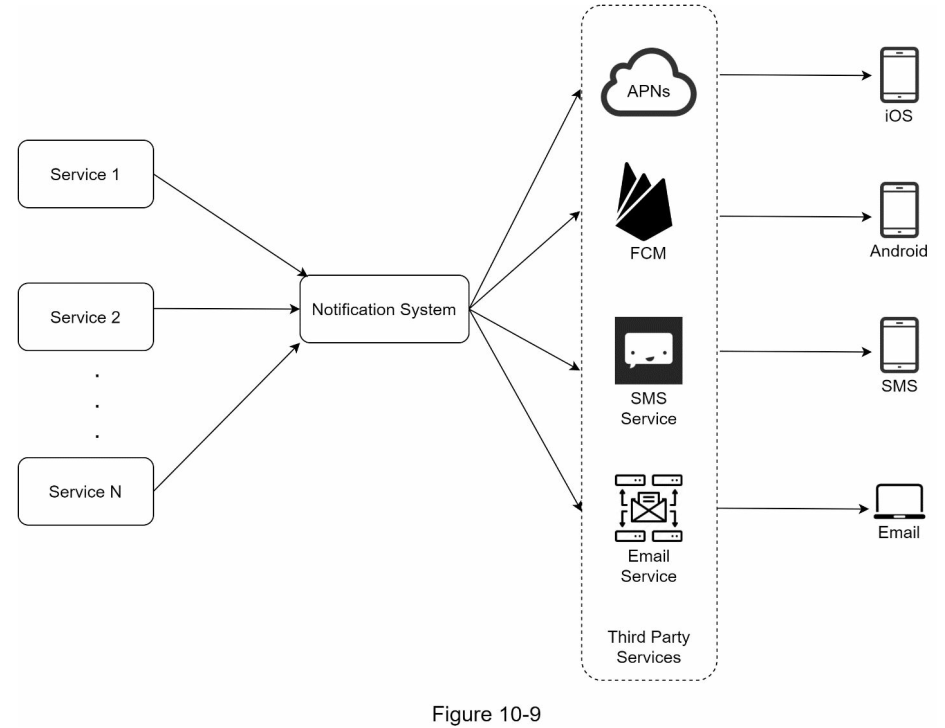 Service 1
Service 2
.
.
.
Service N
Notification System
APNs
FCM
SMS
Service
Email
Service
Third Party
Services
iOS
Android
SMS
Email
Figure 10-9